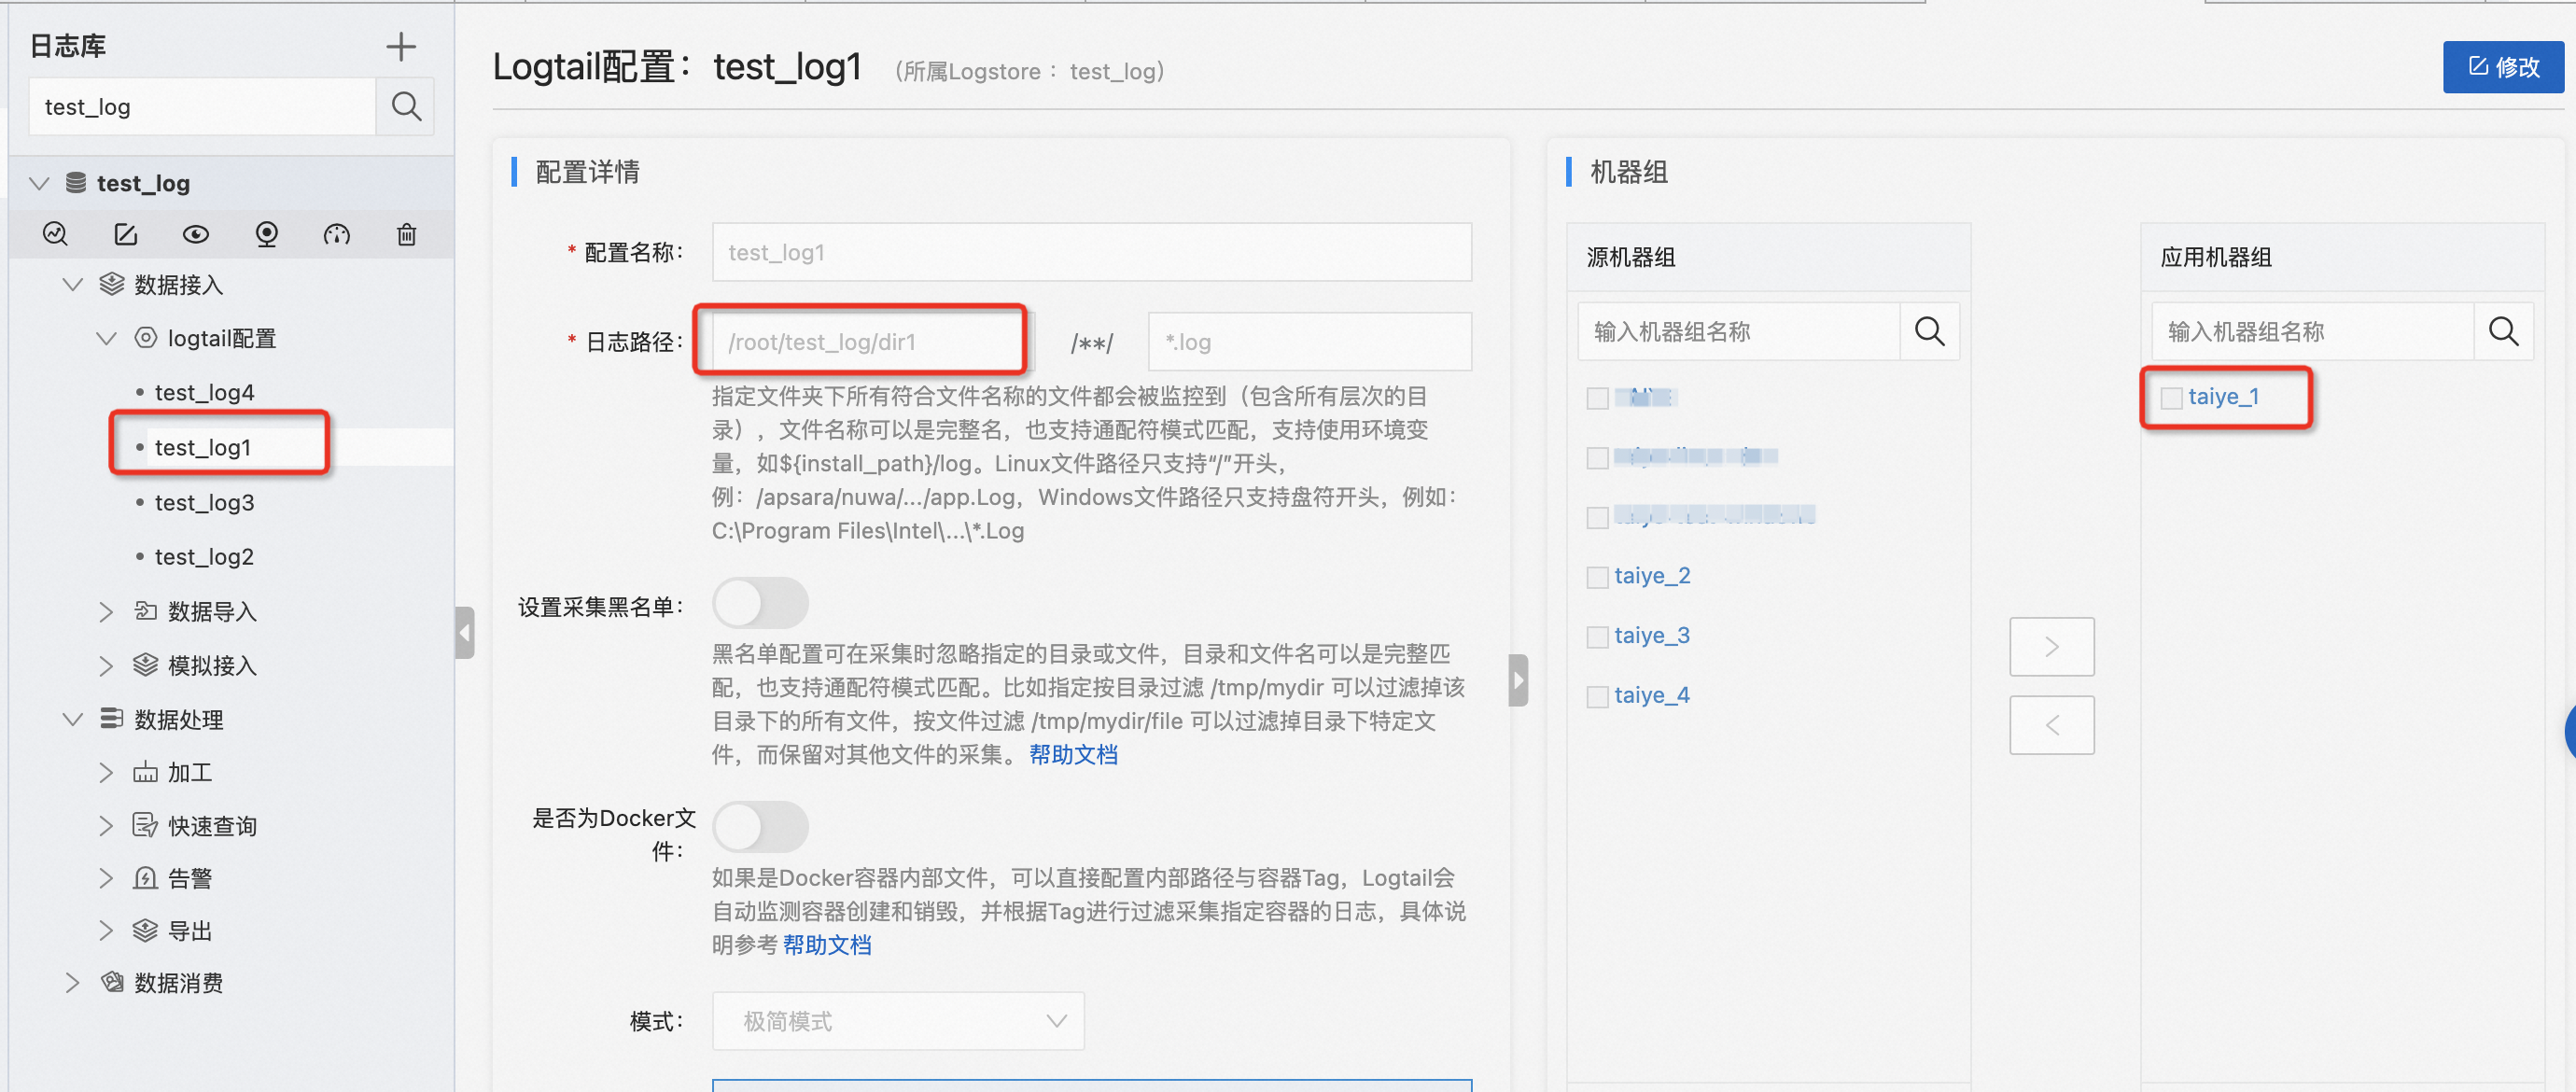 日志库
test_log
test_log
数据接入
logtail配置
test_log4
test_log1
test_log3
test_log2
数据导入
模拟接入
数据处理
加工
快速查询
告警
导出
数据消费
Logtail配置：test_log1 （所属Logstore ：test_log）
修改
配置详情
* 配置名称：
test_log1
* 日志路径：
/root/test_log/dir1 /**/ *.log
指定文件夹下所有符合文件名称的文件都会被监控到（包含所有层次的目
录），文件名称可以是完整名，也支持通配符模式匹配，支持使用环境变
量，如${install_path}/log。Linux文件路径只支持“/”开头，
例：/apsara/nuwa/.../app.Log，Windows文件路径只支持盘符开头，例如：
C:\Program Files\Intel\...\*.Log
设置采集黑名单：
黑名单配置可在采集时忽略指定的目录或文件，目录和文件名可以是完整匹
配，也支持通配符模式匹配。比如指定按目录过滤 /tmp/mydir 可以过滤掉该
目录下的所有文件，按文件过滤 /tmp/mydir/file 可以过滤掉目录下特定文
件，而保留对其他文件的采集。 帮助文档
是否为Docker文
件：
如果是Docker容器内部文件，可以直接配置内部路径与容器Tag，Logtail会
自动监测容器创建和销毁，并根据Tag进行过滤采集指定容器的日志，具体说
明参考 帮助文档
模式：
极简模式
机器组
源机器组
输入机器组名称
taiye_2
taiye_3
taiye_4
应用机器组
输入机器组名称
taiye_1